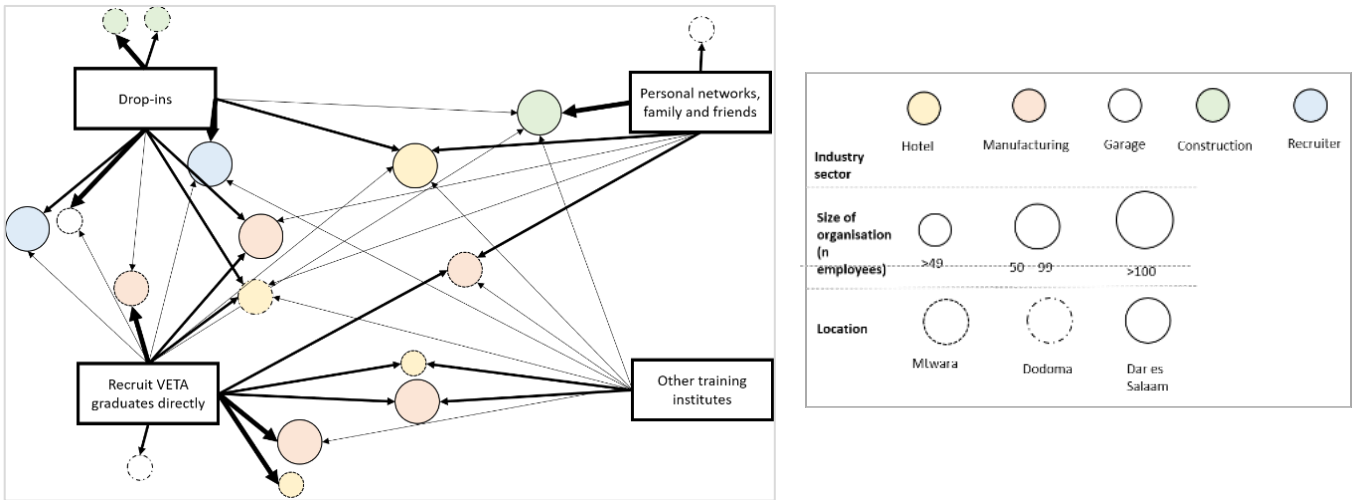 Drop-ins
Personal networks,
family and friends
Recruit VETA
graduates directly
Other training
institutes
Hotel
Manufacturing
Garage
Construction
Recruiter
Industry
sector
Size of
organisation
(n
employees)
>49
50 99
>100
Location
Mtwara
Dodoma
Dar es
Salaam